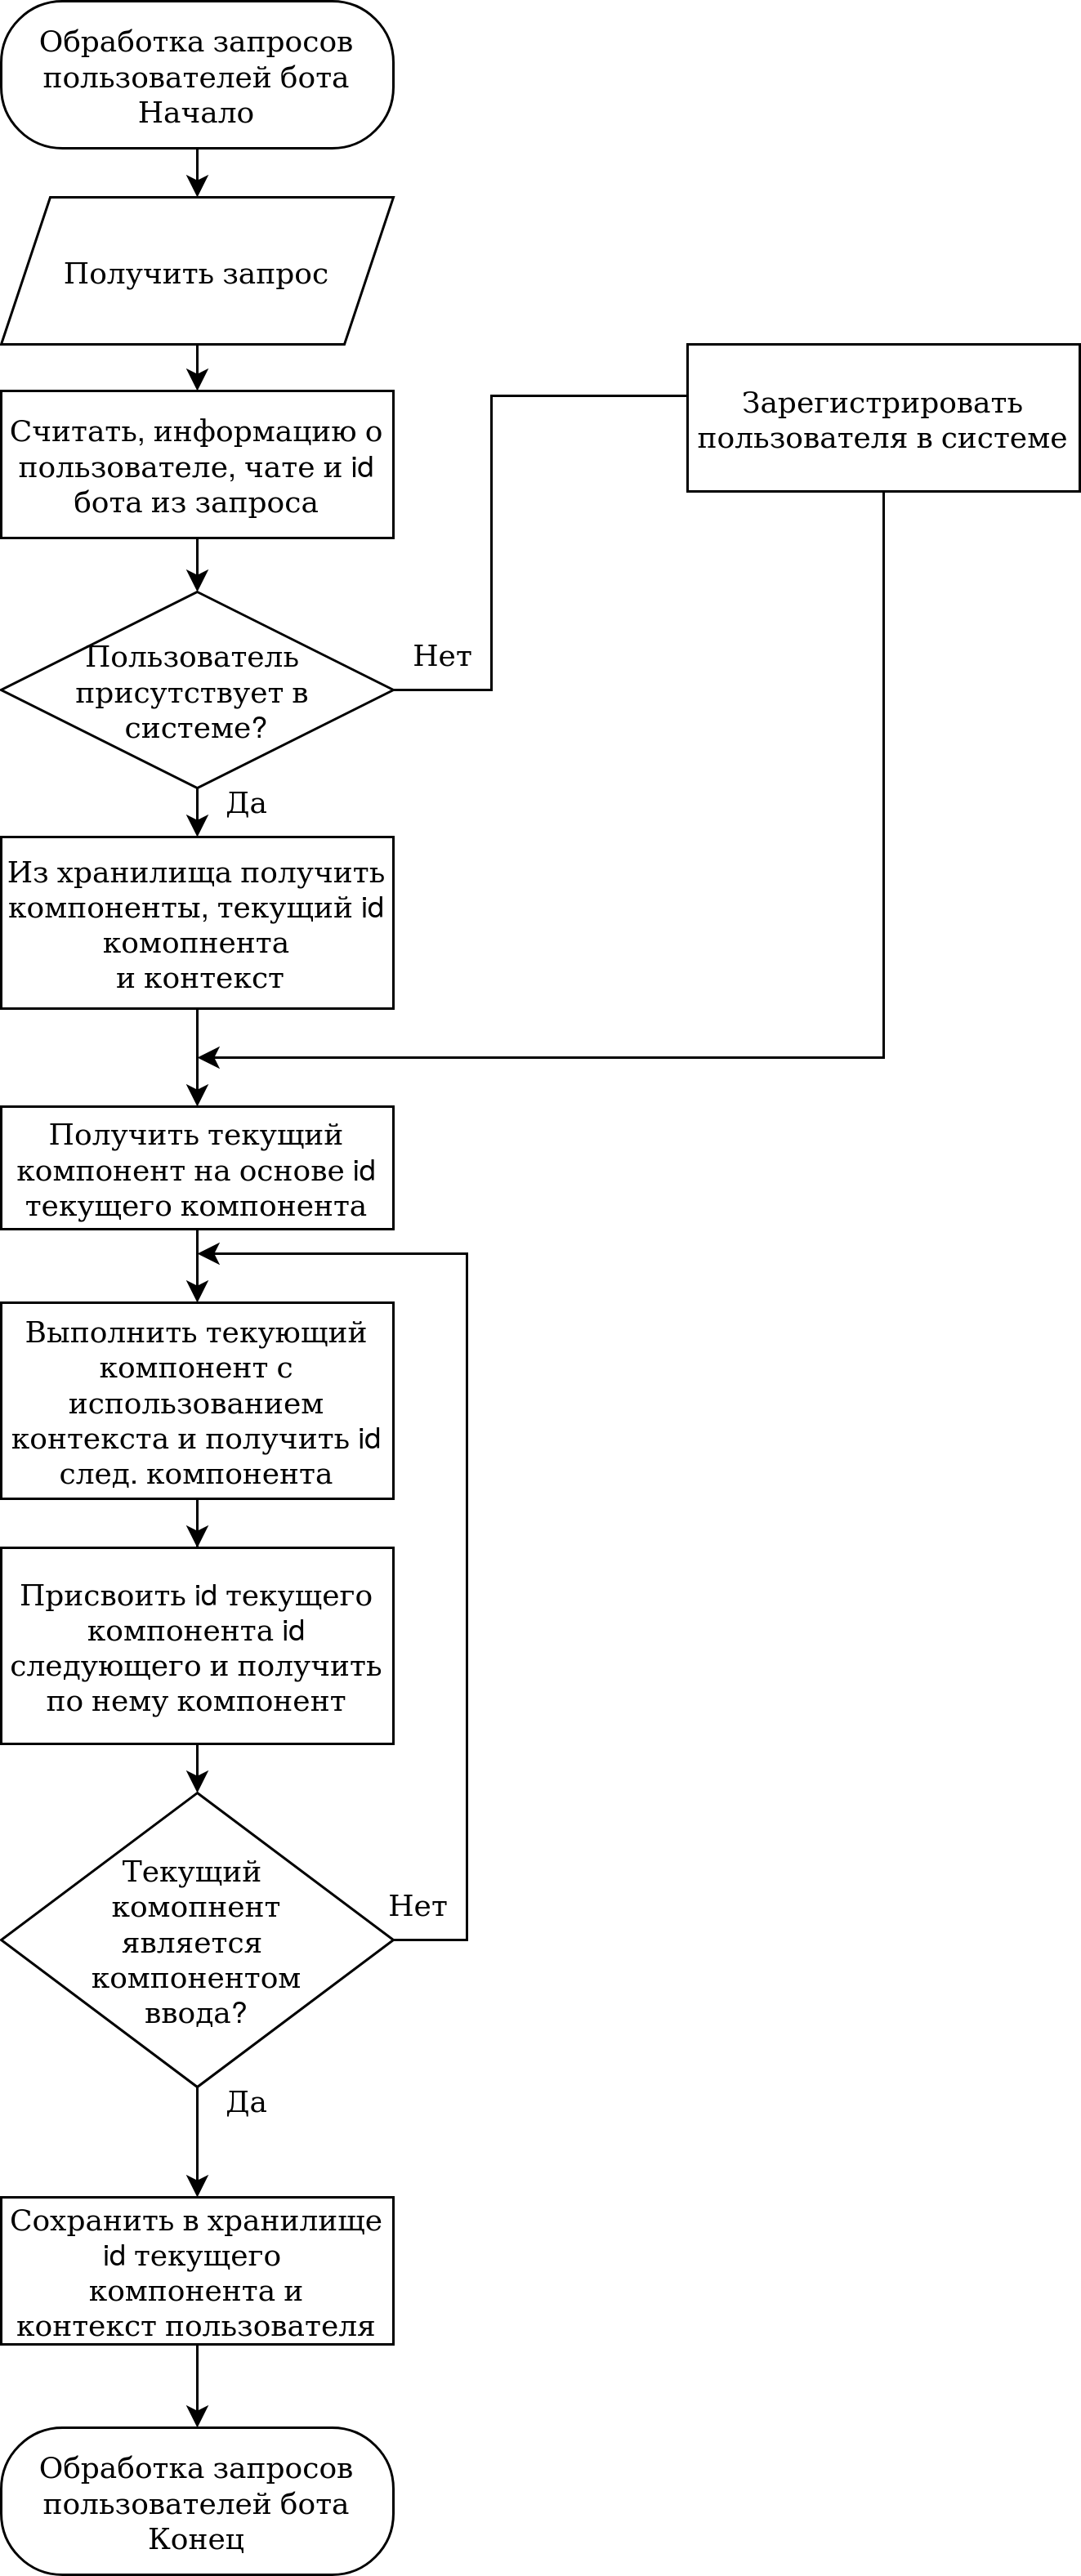 Обработка запросов
пользователей бота
Начало
Получить запрос
Считать, информацию о
пользователе, чате и id
бота из запроса
Зарегистрировать
пользователя в системе
Пользователь
присутствует в
системе?
Нет
Да
Из хранилища получить
компоненты, текущий id
комопнента
и контекст
Получить текущий
компонент на основе id
текущего компонента
Выполнить текующий
компонент с
использованием
контекста и получить id
след. компонента
Присвоить id текущего
компонента id
следующего и получить
по нему компонент
Текущий
комопнент
является
компонентом
ввода?
Нет
Да
Сохранить в хранилище
id текущего
компонента и
контекст пользователя
Обработка запросов
пользователей бота
Конец